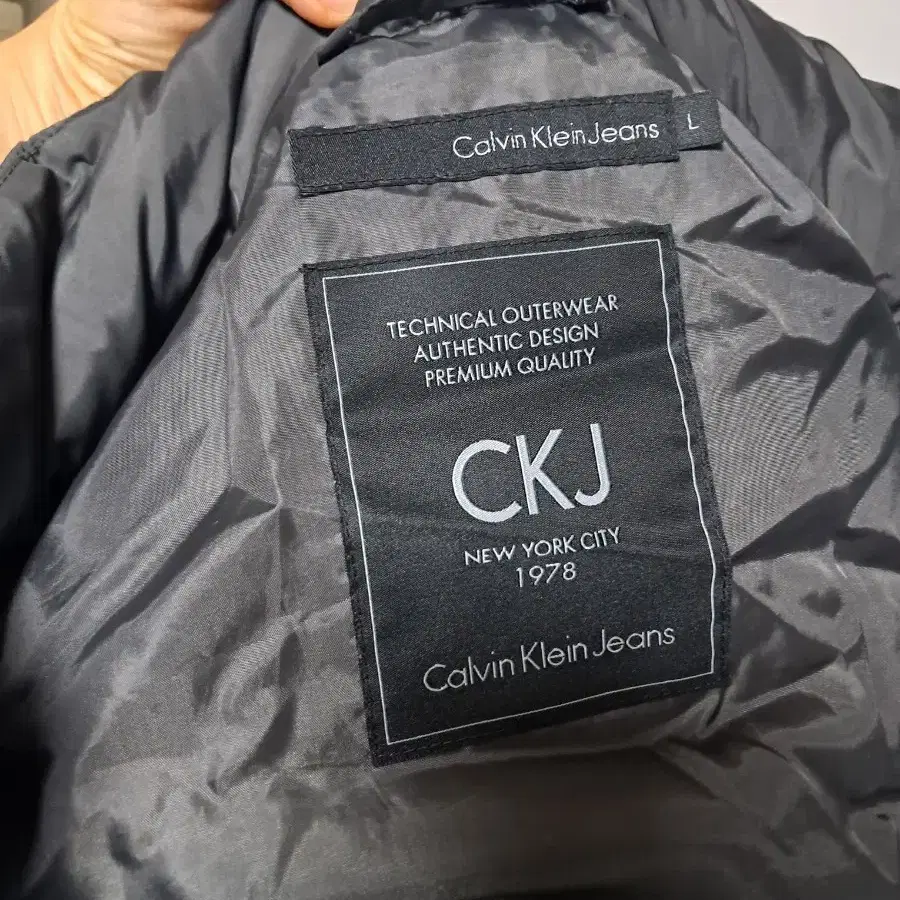 Calvin Klein Jeans
L
TECHNICAL OUTERWEAR
AUTHENTIC DESIGN
PREMIUM QUALITY
CKJ
NEW YORK CITY
1978
Calvin Klein Jeans